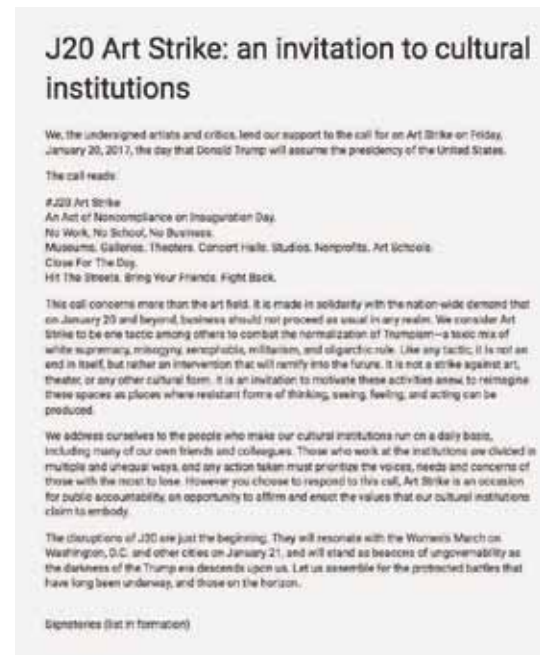 J20 Art Strike: an invitation to cultural
institutions
We, the undersigned artists and critics, lend our support to the call for an Art Strike on Friday,
January 20, 2017, the day that Donald Trump will assume the presidency of the United States.
The call reads:
#J20 Art Strike
An Act of Noncompliance on Inauguration Day.
No Work, No School, No Business.
Museums. Galleries. Theaters. Concert Halls. Studios. Nonprofits. Art Schools.
Close For The Day.
Hit The Streets. Bring Your Friends. Fight Back.
This call concerns more than the art field. It is made in solidarity with the nation-wide demand that
on January 20 and beyond, business should not proceed as usual in any realm. We consider Art
Strike to be one tactic among others to combat the normalization of Trumpism—a toxic mix of
white supremacy, misogyny, xenophobia, militarism, and oligarchic rule. Like any tactic, it is not an
end in itself, but rather an intervention that will ramify into the future. It is not a strike against art,
theater, or any other cultural form. It is an invitation to motivate these activities anew, to reimagine
these spaces as places where resistant forms of thinking, seeing, feeling, and acting can be
produced.
We address ourselves to the people who make our cultural institutions run on a daily basis,
including many of our own friends and colleagues. Those who work at the institutions are divided in
multiple and unequal ways, and any action taken must prioritize the voices, needs and concerns of
those with the most to lose. However you choose to respond to this call, Art Strike is an occasion
for public accountability, an opportunity to affirm and enact the values that our cultural institutions
claim to embody.
The disruptions of J20 are just the beginning. They will resonate with the Women's March on
Washington, D.C. and other cities on January 21, and will stand as beacons of ungovernability as
the darkness of the Trump era descends upon us. Let us assemble for the protracted battles that
have long been underway, and those on the horizon.
Signatories (list in formation)